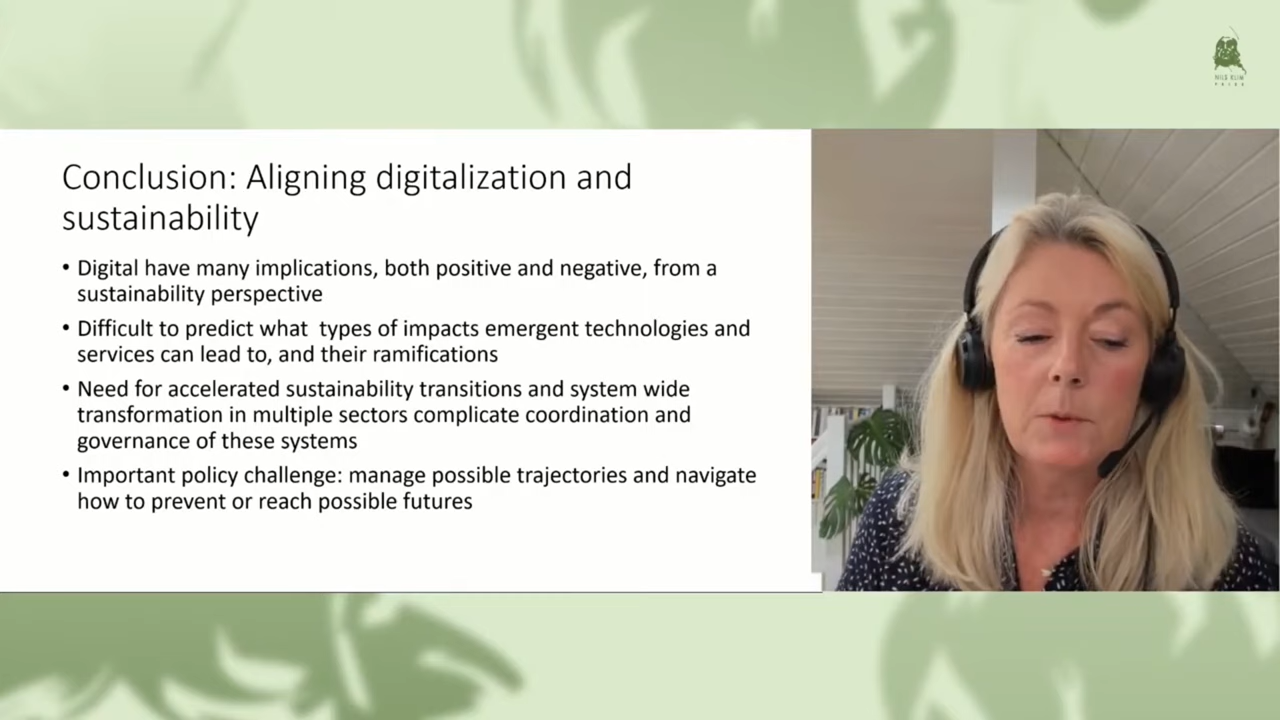 NILS KLIM
PRIZE
Conclusion: Aligning digitalization and
sustainability
• Digital have many implications, both positive and negative, from a
sustainability perspective
• Difficult to predict what  types of impacts emergent technologies and
services can lead to, and their ramifications
• Need for accelerated sustainability transitions and system wide
transformation in multiple sectors complicate coordination and
governance of these systems
• Important policy challenge: manage possible trajectories and navigate
how to prevent or reach possible futures